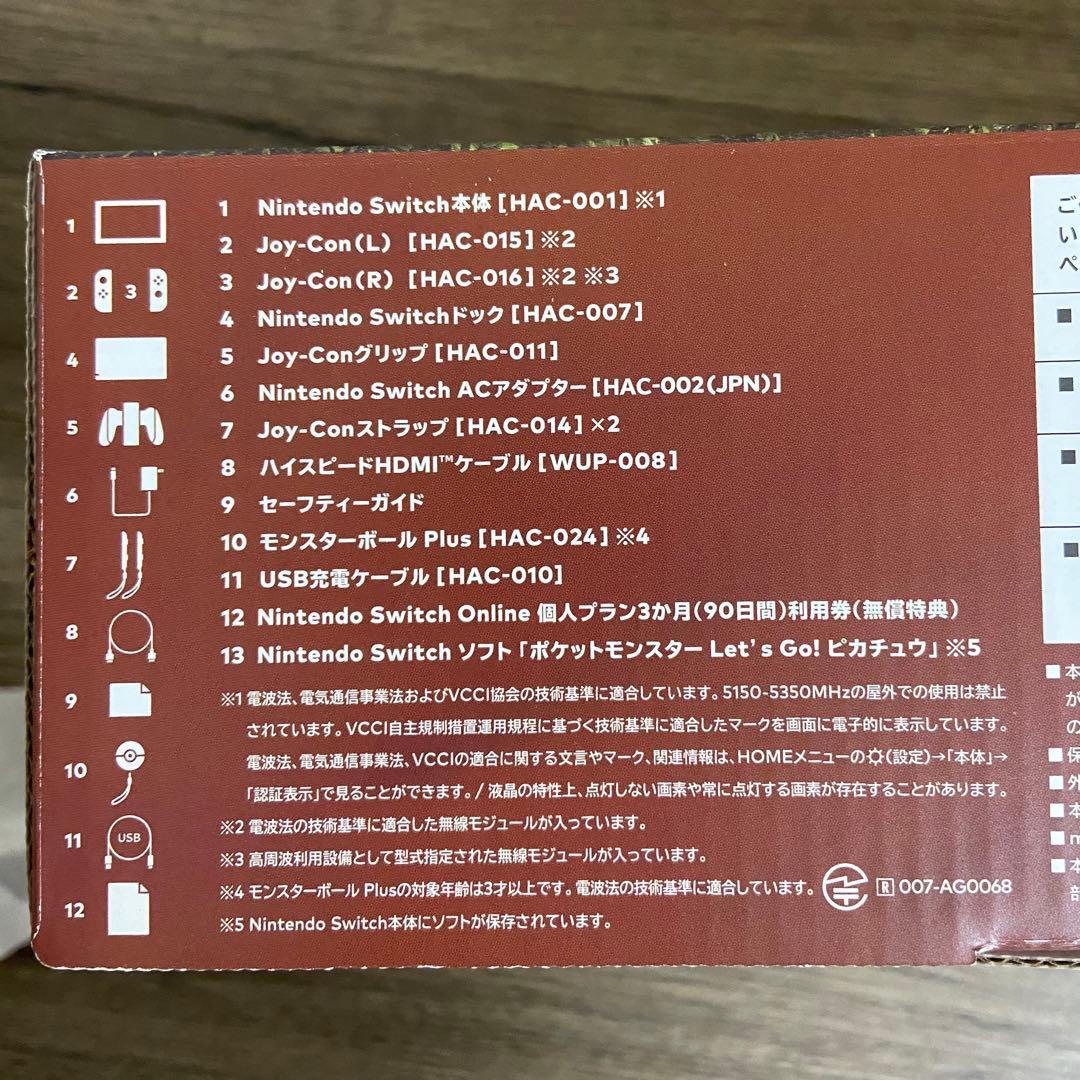 1 Nintendo Switch本体 [HAC-001] ※1
2 Joy-Con(L) [HAC-015] ※2
3 Joy-Con(R) [HAC-016] ※2 ※3
4 Nintendo Switchドック [HAC-007]
5 Joy-Conグリップ [HAC-011]
6 Nintendo Switch ACアダプター [HAC-002(JPN)]
7 Joy-Conストラップ [HAC-014] ×2
8 ハイスピードHDMI™ケーブル [WUP-008]
9 セーフティーガイド
10 モンスターボール Plus [HAC-024] ※4
11 USB充電ケーブル [HAC-010]
12 Nintendo Switch Online 個人プラン3か月(90日間)利用券(無償特典)
13 Nintendo Switch ソフト「ポケットモンスター Let's Go! ピカチュウ」※5
※1 電波法、電気通信事業法およびVCCI協会の技術基準に適合しています。5150-5350MHzの屋外での使用は禁止
されています。VCCI自主規制措置運用規程に基づく技術基準に適合したマークを画面に電子的に表示しています。
電波法、電気通信事業法、VCCIの適合に関する文言やマーク、関連情報は、HOMEメニューの(設定)→「本体」→
「認証表示」で見ることができます。/ 液晶の特性上、点灯しない画素や常に点灯する画素が存在することがあります。
※2 電波法の技術基準に適合した無線モジュールが入っています。
※3 高周波利用設備として型式指定された無線モジュールが入っています。
※4 モンスターボール Plusの対象年齢は3才以上です。電波法の技術基準に適合しています。 R 007-AG0068
※5 Nintendo Switch本体にソフトが保存されています。
1
2 3
4
5
6
7
8
9
10
11 USB
12
い
ペ
■
■
■
■
■ 本
が
の
■ 保
■ 外
■ 本
■ m
■ 本
部